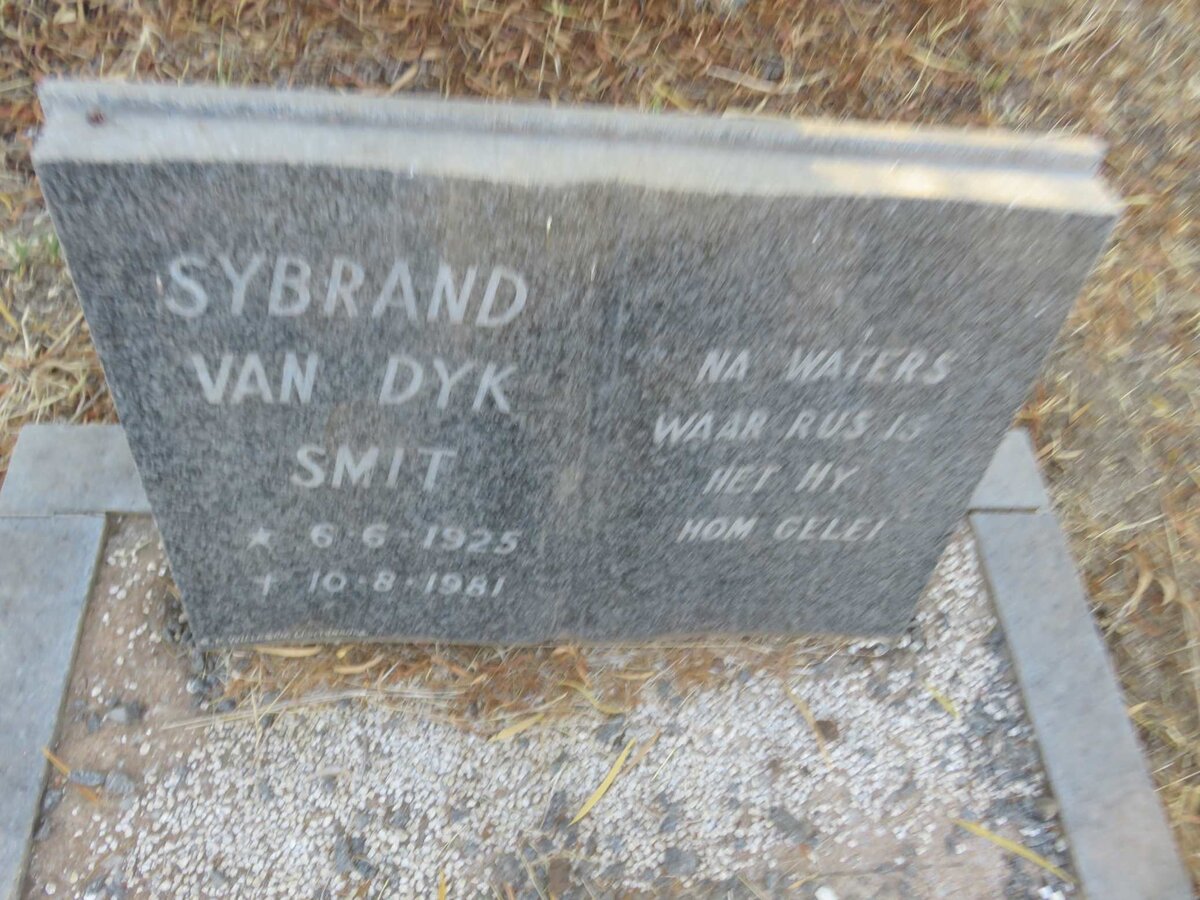 SYBRAND
VAN DYK
SMIT
* 6·6·1925
† 10·8·1981
NA WATERS
WAAR RUS IS
HET HY
HOM GELEI